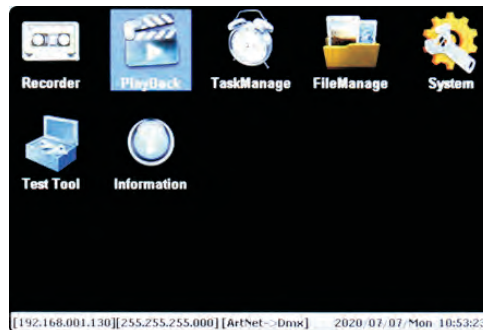 Recorder PlayBack TaskManage FileManage System
Test Tool Information
[192.168.001.130][255.255.255.000][ArtNet->Dmx] 2020/07/07/Mon 10:53:23